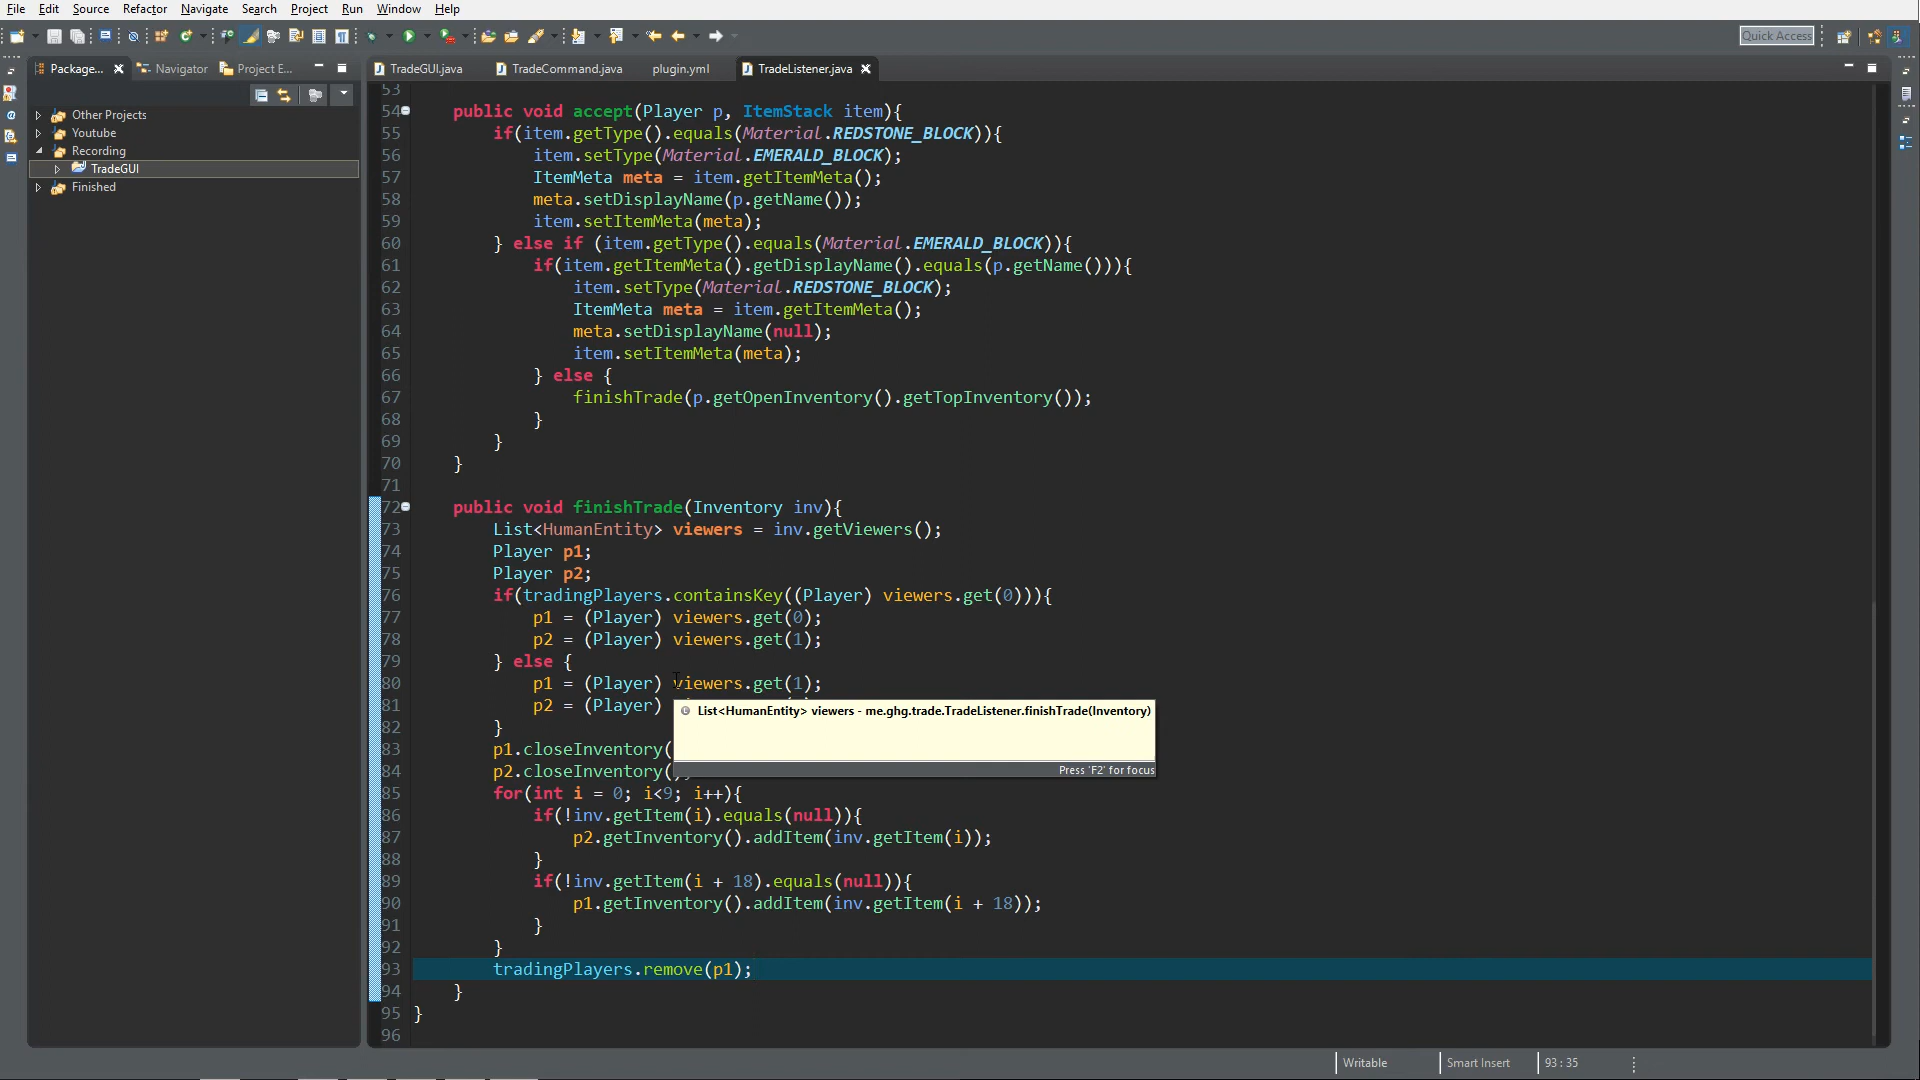 File Edit Source Refactor Navigate Search Project Run Window Help
Quick Access
Package... Navigator Project E...
TradeGUI.java TradeCommand.java plugin.yml TradeListener.java
Other Projects
Youtube
Recording
TradeGUI
Finished
53
54 public void accept(Player p, ItemStack item){
55 if(item.getType().equals(Material.REDSTONE_BLOCK)){
56 item.setType(Material.EMERALD_BLOCK);
57 ItemMeta meta = item.getItemMeta();
58 meta.setDisplayName(p.getName());
59 item.setItemMeta(meta);
60 } else if (item.getType().equals(Material.EMERALD_BLOCK)){
61 if(item.getItemMeta().getDisplayName().equals(p.getName())){
62 item.setType(Material.REDSTONE_BLOCK);
63 ItemMeta meta = item.getItemMeta();
64 meta.setDisplayName(null);
65 item.setItemMeta(meta);
66 } else {
67 finishTrade(p.getOpenInventory().getTopInventory());
68 }
69 }
70 }
71
72 public void finishTrade(Inventory inv){
73 List<HumanEntity> viewers = inv.getViewers();
74 Player p1;
75 Player p2;
76 if(tradingPlayers.containsKey((Player) viewers.get(0))){
77 p1 = (Player) viewers.get(0);
78 p2 = (Player) viewers.get(1);
79 } else {
80 p1 = (Player) viewers.get(1);
81 p2 = (Player)
82 }
83 p1.closeInventory(
84 p2.closeInventory();
List<HumanEntity> viewers - me.ghg.trade.TradeListener.finishTrade(Inventory)
Press 'F2' for focus
85 for(int i = 0; i<9; i++){
86 if(!inv.getItem(i).equals(null)){
87 p2.getInventory().addItem(inv.getItem(i));
88 }
89 if(!inv.getItem(i + 18).equals(null)){
90 p1.getInventory().addItem(inv.getItem(i + 18));
91 }
92 }
93 tradingPlayers.remove(p1);
94 }
95 }
96
Writable Smart Insert 93 : 35